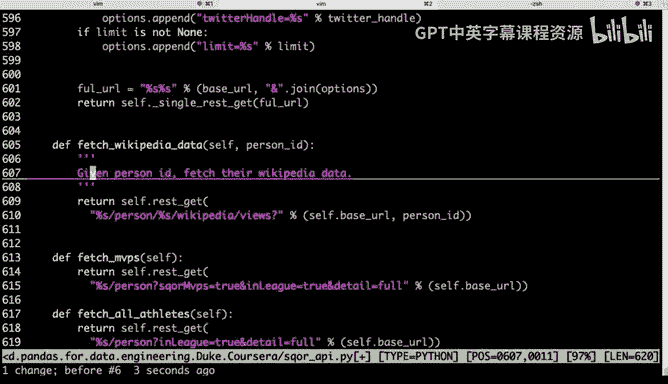 vim ⌘1 vim ⌘2 -zsh ⌘3
GPT中英字幕课程资源 bilibili
596 options.append("twitterHandle=%s" % twitter_handle)
597 if limit is not None:
598 options.append("limit=%s" % limit)
599
600
601 ful_url = "%s%s" % (base_url, "&".join(options))
602 return self._single_rest_get(ful_url)
603
604
605 def fetch_wikipedia_data(self, person_id):
606 '''
607 Given person id, fetch their wikipedia data.
608 '''
609 return self.rest_get(
610 "%s/person/%s/wikipedia/views?" % (self.base_url, person_id))
611
612
613 def fetch_mvps(self):
614 return self.rest_get(
615 "%s/person?sqorMvps=true&inLeague=true&detail=full" % (self.base_url))
616
617 def fetch_all_athletes(self):
618 return self.rest_get(
619 "%s/person?inLeague=true&detail=full" % (self.base_url))
<d.pandas.for.data.engineering.Duke.Coursera/sqor_api.py[+] [TYPE=PYTHON] [POS=0607,0011] [97%] [LEN=620]
1 change; before #6 3 seconds ago